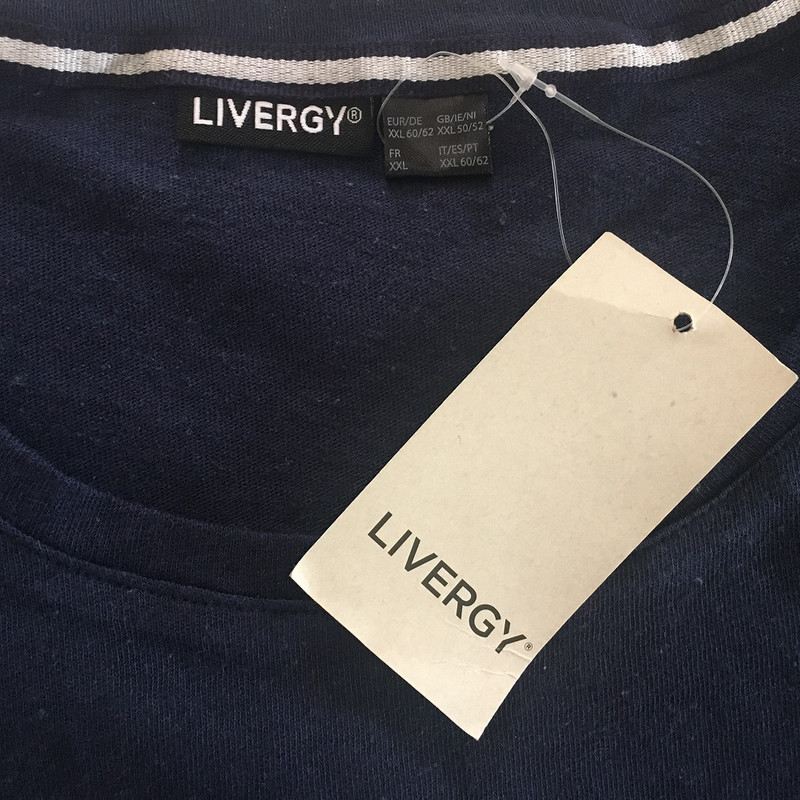 LIVERGY®
EUR/DE GB/IE/NI
XXL 60/62 XXL 50/52
FR IT/ES/PT
XXL XXL 60/62
LIVERGY®